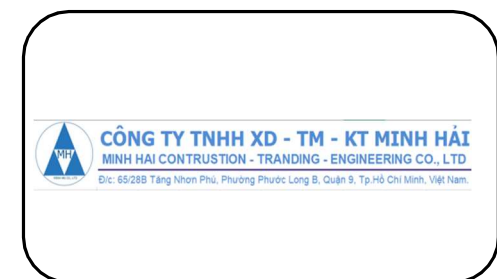 MH
CÔNG TY TNHH XD - TM - KT MINH HẢI
MINH HAI CONTRUSTION - TRANDING - ENGINEERING CO., LTD
Đ/c: 65/28B Tăng Nhơn Phú, Phường Phước Long B, Quận 9, Tp.Hồ Chí Minh, Việt Nam.